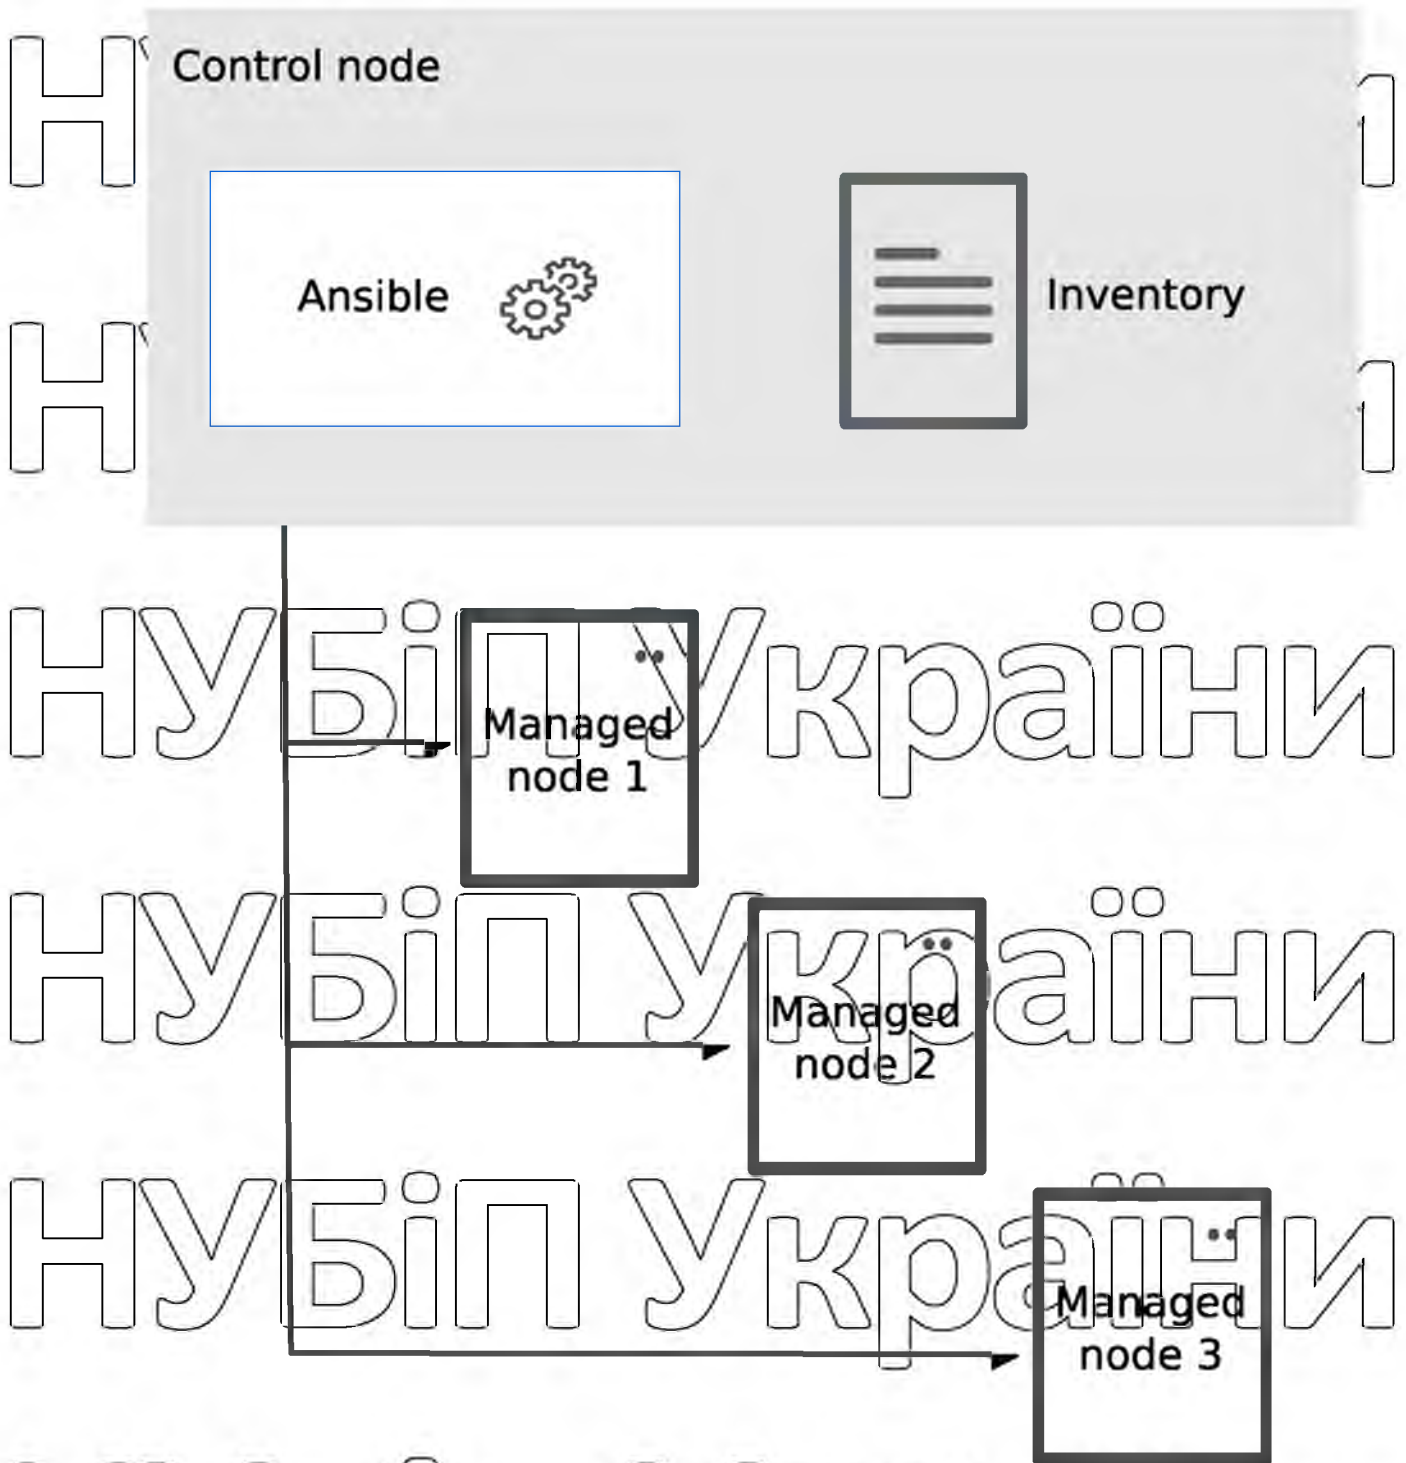 Control node
Ansible
Inventory
НУБіП України
Managed
node 1
НУБіП України
Managed
node 2
НУБіП України
Managed
node 3